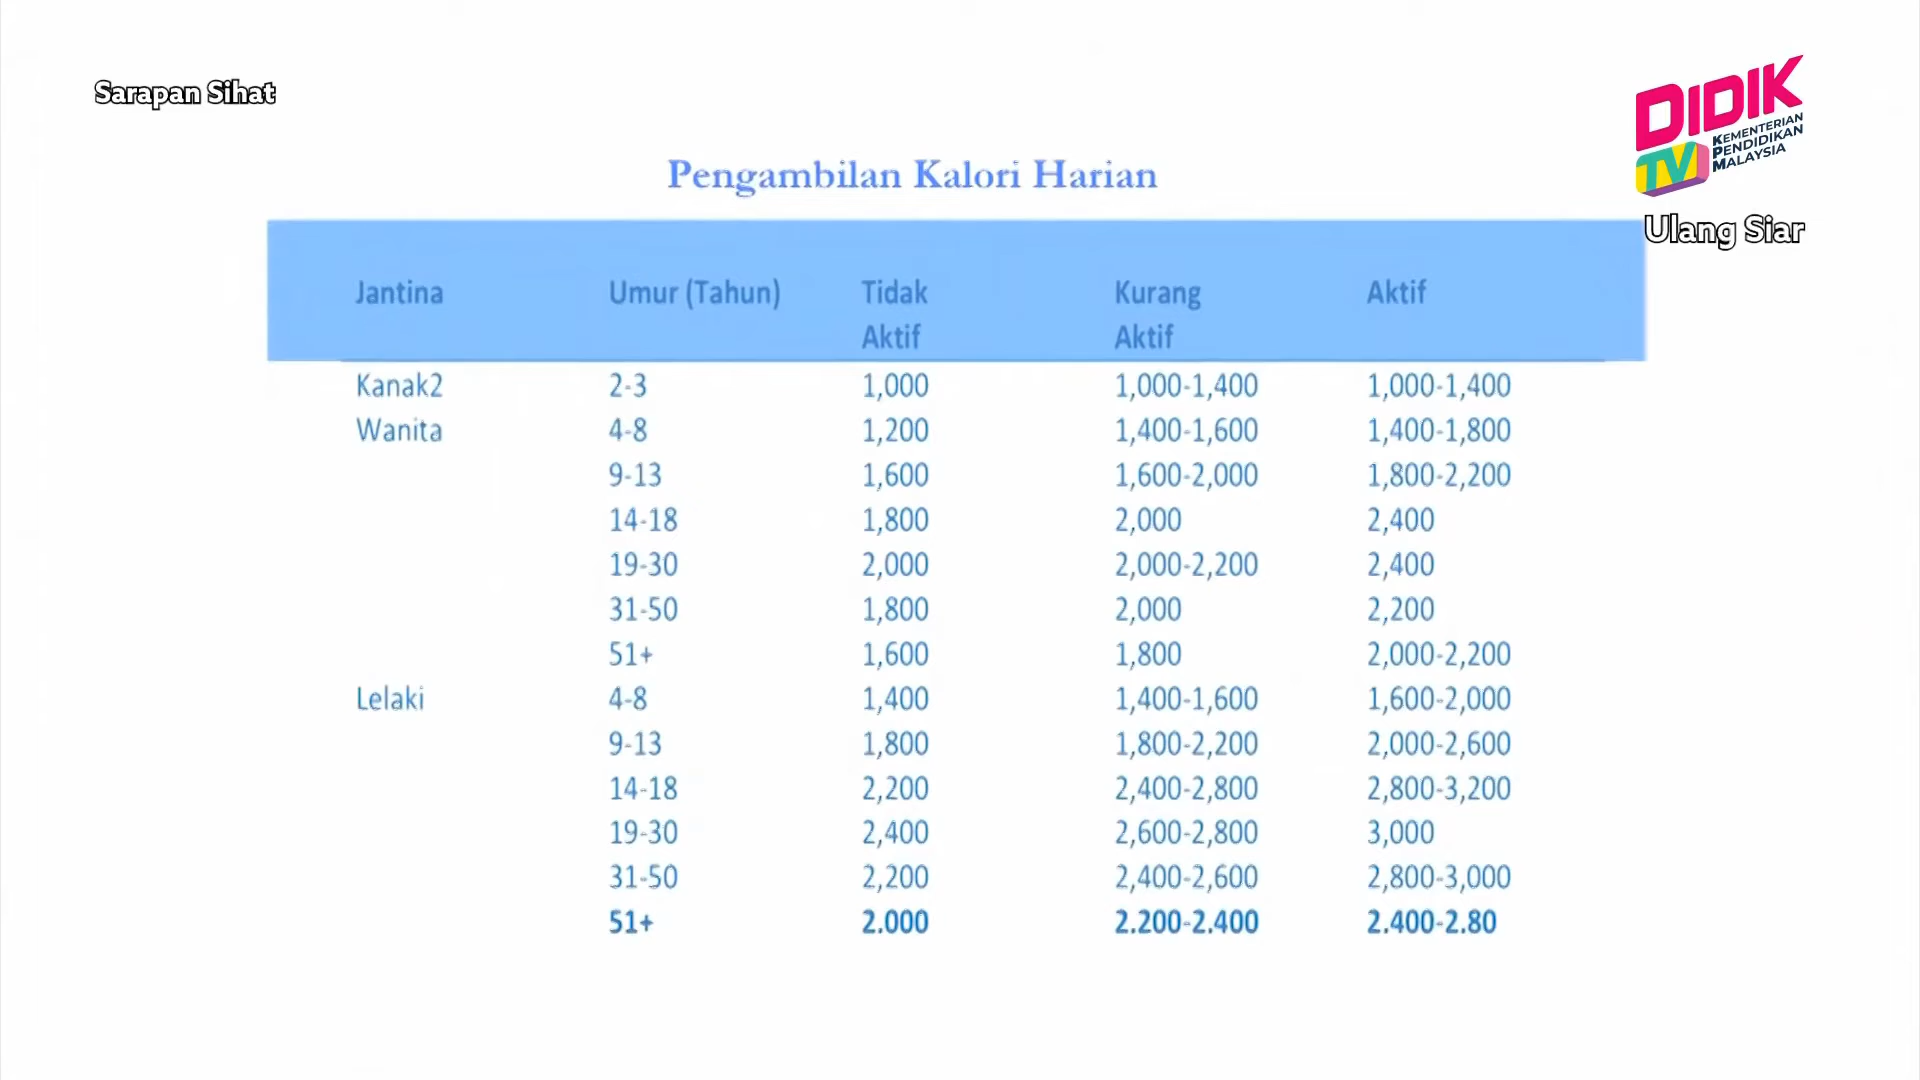 Sarapan Sihat
DIDIK
TV
KEMENTERIAN
PENDIDIKAN
MALAYSIA
Ulang Siar
Pengambilan Kalori Harian
Jantina Umur (Tahun) Tidak Aktif Kurang Aktif Aktif
Kanak2 2-3 1,000 1,000-1,400 1,000-1,400
Wanita 4-8 1,200 1,400-1,600 1,400-1,800
9-13 1,600 1,600-2,000 1,800-2,200
14-18 1,800 2,000 2,400
19-30 2,000 2,000-2,200 2,400
31-50 1,800 2,000 2,200
51+ 1,600 1,800 2,000-2,200
Lelaki 4-8 1,400 1,400-1,600 1,600-2,000
9-13 1,800 1,800-2,200 2,000-2,600
14-18 2,200 2,400-2,800 2,800-3,200
19-30 2,400 2,600-2,800 3,000
31-50 2,200 2,400-2,600 2,800-3,000
51+ 2.000 2.200-2.400 2.400-2.80